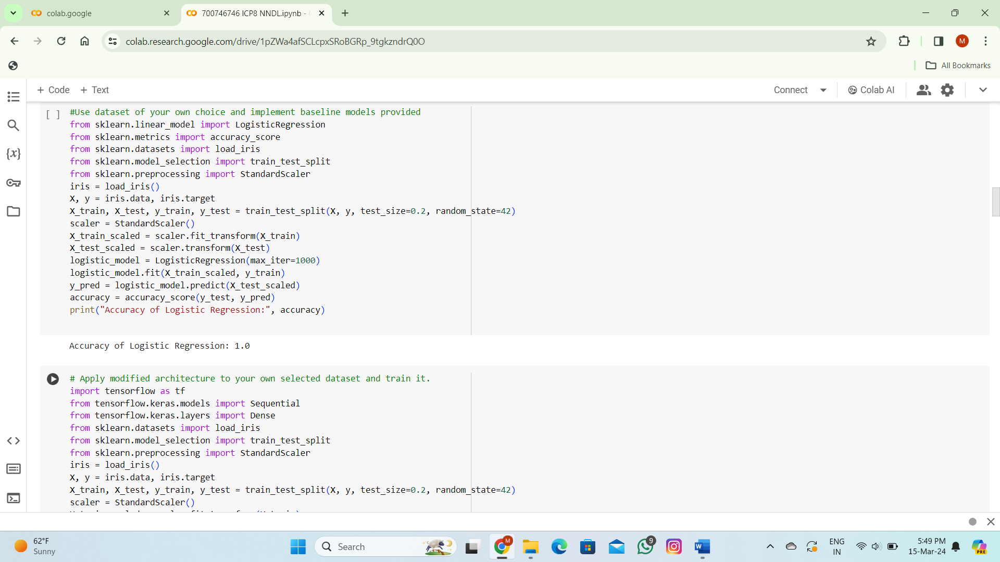 colab.google
700746746 ICP8 NNDL.ipynb -
colab.research.google.com/drive/1pZWa4afSCLcpxSRoBGRp_9tgkzndrQ0O
M
All Bookmarks
+ Code + Text
Connect
Colab AI
[ ]
#Use dataset of your own choice and implement baseline models provided
from sklearn.linear_model import LogisticRegression
from sklearn.metrics import accuracy_score
from sklearn.datasets import load_iris
from sklearn.model_selection import train_test_split
from sklearn.preprocessing import StandardScaler
iris = load_iris()
X, y = iris.data, iris.target
X_train, X_test, y_train, y_test = train_test_split(X, y, test_size=0.2, random_state=42)
scaler = StandardScaler()
X_train_scaled = scaler.fit_transform(X_train)
X_test_scaled = scaler.transform(X_test)
logistic_model = LogisticRegression(max_iter=1000)
logistic_model.fit(X_train_scaled, y_train)
y_pred = logistic_model.predict(X_test_scaled)
accuracy = accuracy_score(y_test, y_pred)
print("Accuracy of Logistic Regression:", accuracy)
Accuracy of Logistic Regression: 1.0
# Apply modified architecture to your own selected dataset and train it.
import tensorflow as tf
from tensorflow.keras.models import Sequential
from tensorflow.keras.layers import Dense
from sklearn.datasets import load_iris
from sklearn.model_selection import train_test_split
from sklearn.preprocessing import StandardScaler
iris = load_iris()
X, y = iris.data, iris.target
X_train, X_test, y_train, y_test = train_test_split(X, y, test_size=0.2, random_state=42)
scaler = StandardScaler()
62°F
Sunny
Search
M
9
W
ENG
IN
5:49 PM
15-Mar-24
PRE